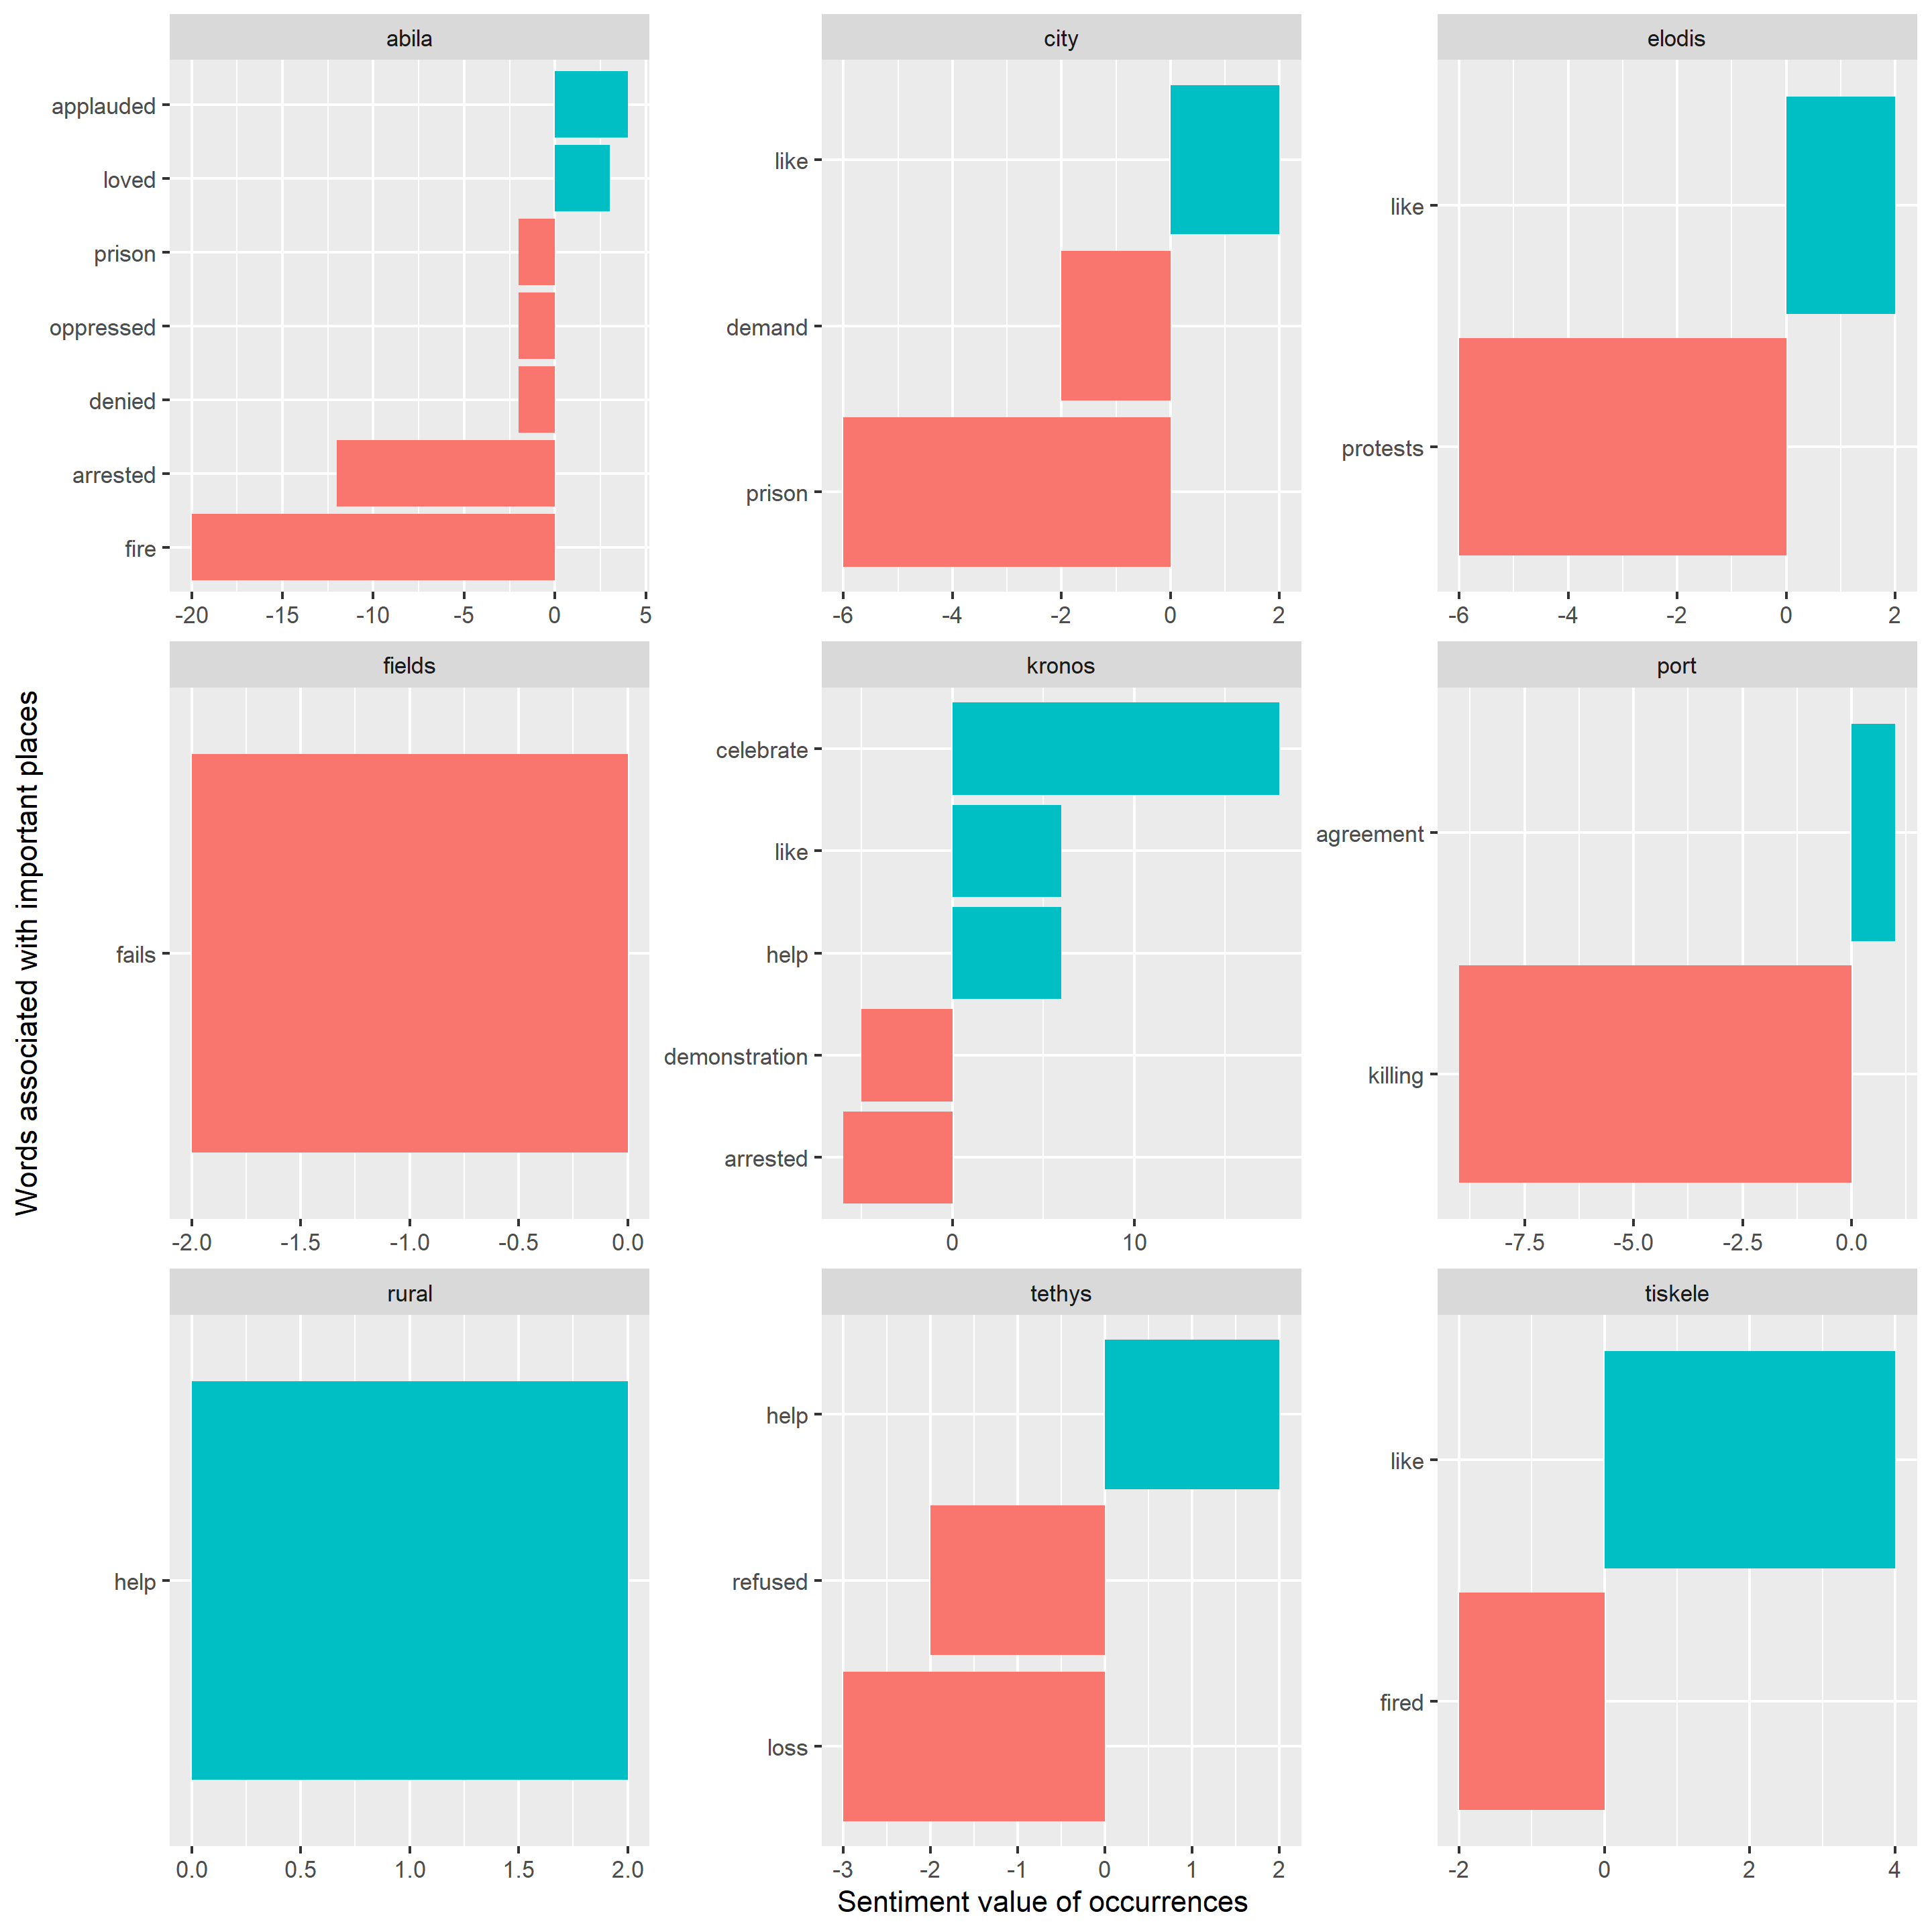 abila
applauded
loved
prison
oppressed
denied
arrested
fire
-20 -15 -10 -5 0 5
city
like
demand
prison
-6 -4 -2 0 2
elodis
like
protests
-6 -4 -2 0 2
fields
fails
-2.0 -1.5 -1.0 -0.5 0.0
kronos
celebrate
like
help
demonstration
arrested
0 10
port
agreement
killing
-7.5 -5.0 -2.5 0.0
rural
help
0.0 0.5 1.0 1.5 2.0
tethys
help
refused
loss
-3 -2 -1 0 1 2
tiskele
like
fired
-2 0 2 4
Words associated with important places
Sentiment value of occurrences